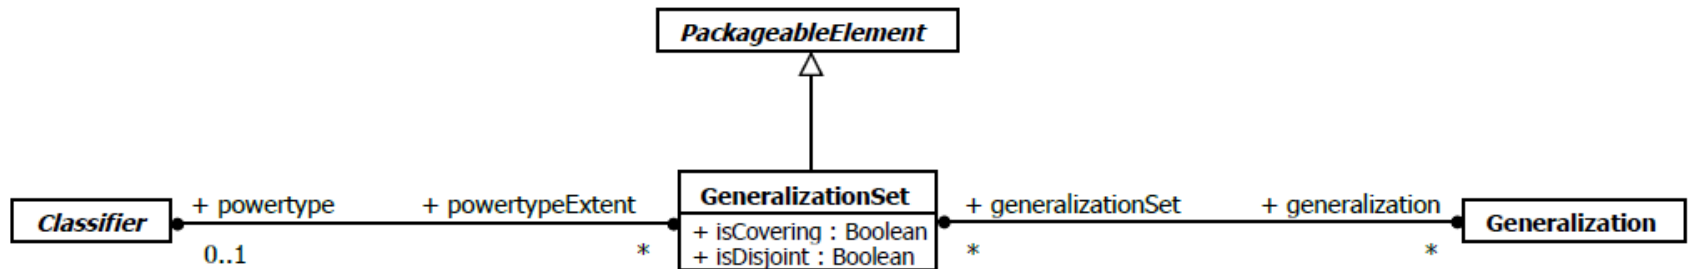 PackageableElement
Classifier
+ powertype
0..1
+ powertypeExtent
*
GeneralizationSet
+ isCovering : Boolean
+ isDisjoint : Boolean
+ generalizationSet
*
+ generalization
*
Generalization